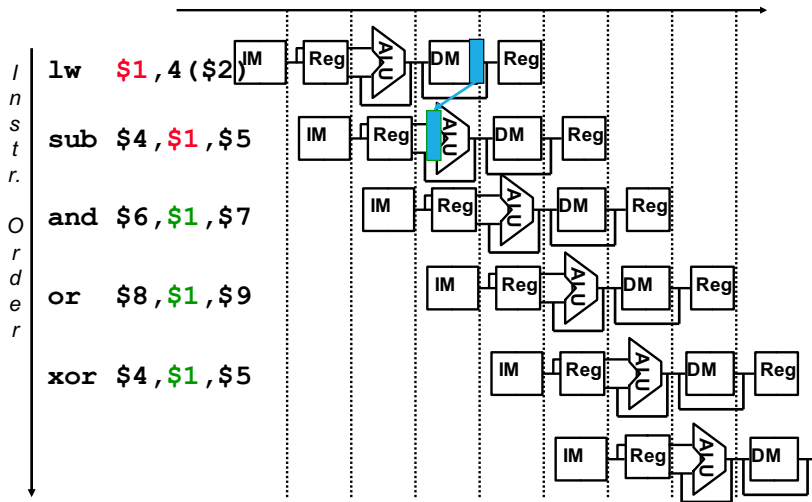 Instr. Order
lw $1,4($2)
IM Reg ALU DM Reg
sub $4,$1,$5
IM Reg ALU DM Reg
and $6,$1,$7
IM Reg ALU DM Reg
or $8,$1,$9
IM Reg ALU DM Reg
xor $4,$1,$5
IM Reg ALU DM Reg
IM Reg ALU DM